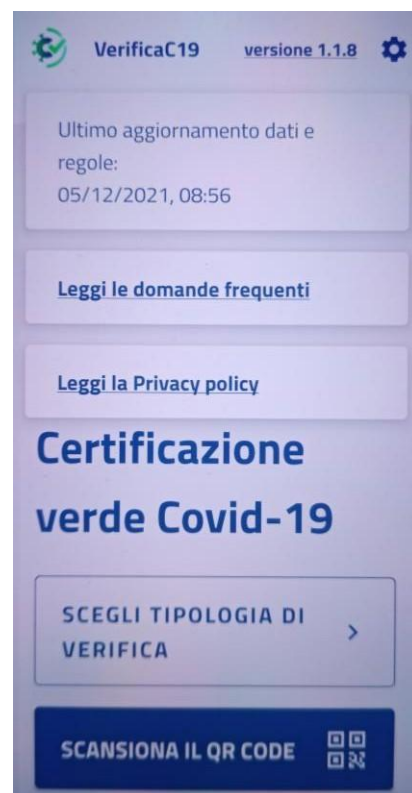 VerificaC19 versione 1.1.8
Ultimo aggiornamento dati e
regole:
05/12/2021, 08:56
Leggi le domande frequenti
Leggi la Privacy policy
Certificazione
verde Covid-19
SCEGLI TIPOLOGIA DI
VERIFICA
SCANSIONA IL QR CODE